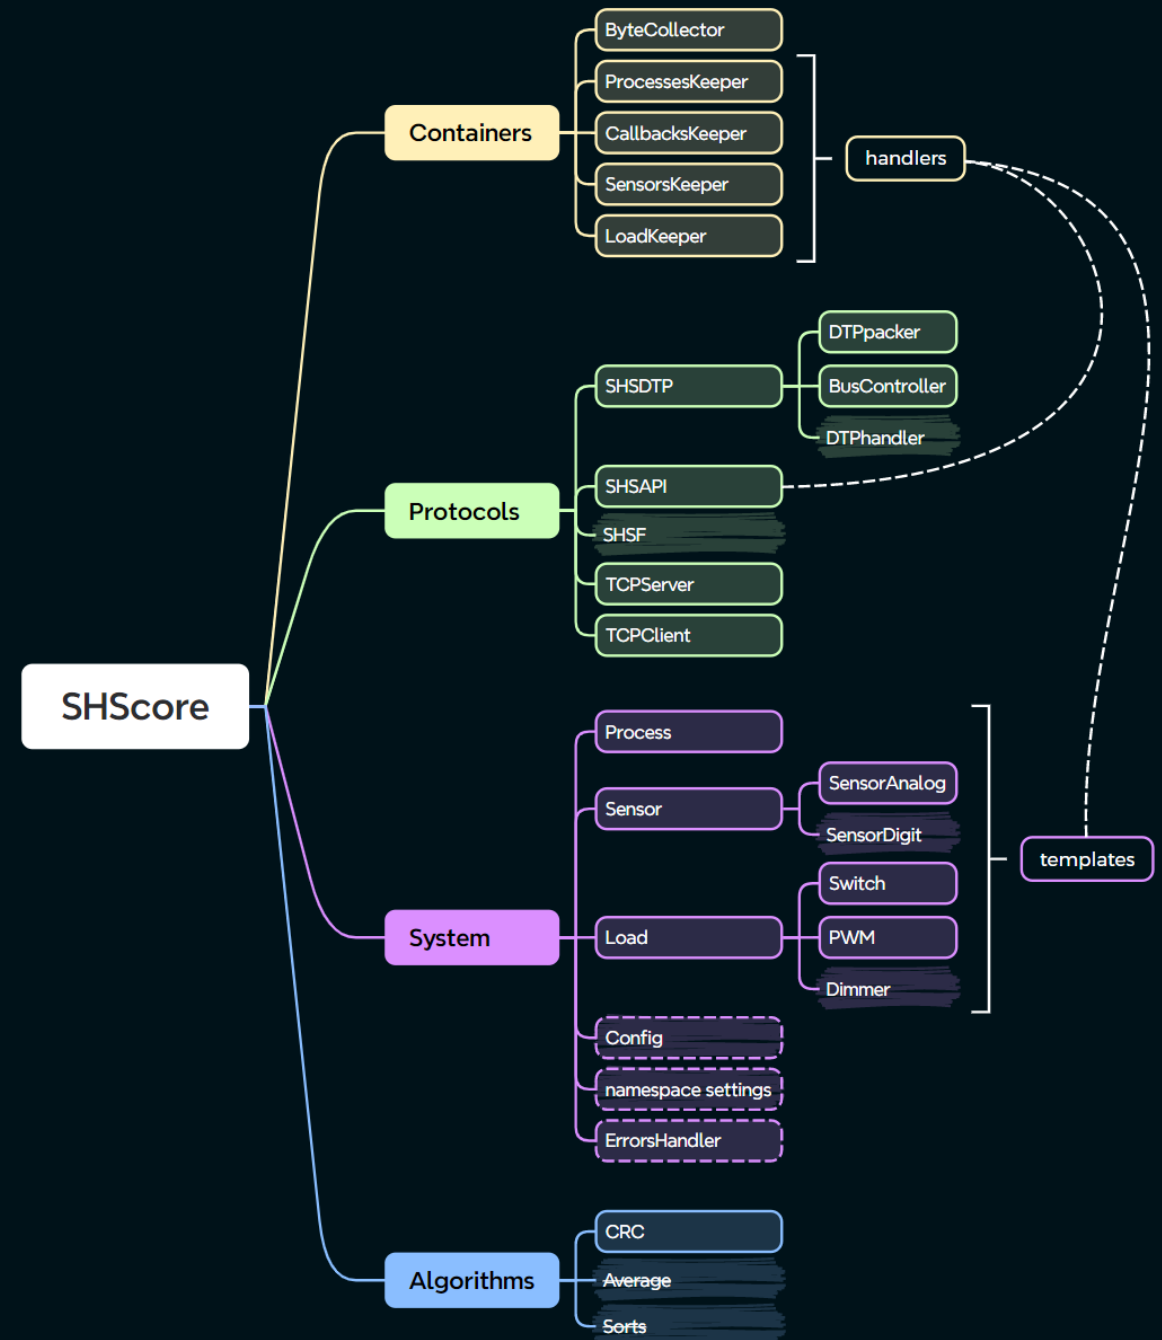 ByteCollector
ProcessesKeeper
Containers
CallbacksKeeper
handlers
SensorsKeeper
LoadKeeper
DTPpacker
SHSDTP
BusController
DTPhandler
SHSAPI
Protocols
SHSF
TCPServer
TCPClient
SHScore
Process
SensorAnalog
Sensor
SensorDigit
templates
Switch
System
Load
PWM
Dimmer
Config
namespace settings
ErrorsHandler
CRC
Algorithms
Average
Sorts